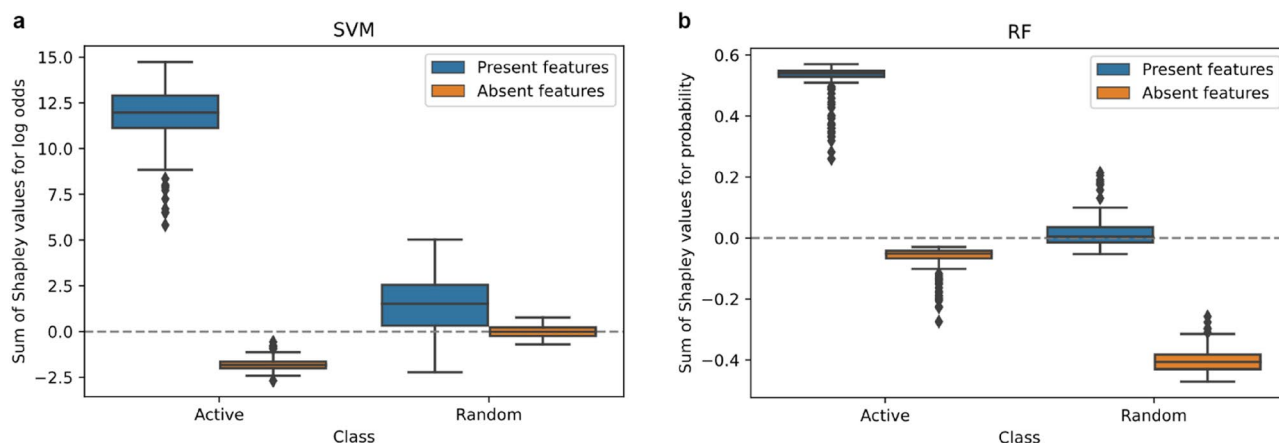 a
SVM
Sum of Shapley values for log odds
15.0
12.5
10.0
7.5
5.0
2.5
0.0
−2.5
Present features
Absent features
Active
Random
Class
b
RF
Sum of Shapley values for probability
0.6
0.4
0.2
0.0
−0.2
−0.4
Present features
Absent features
Active
Random
Class